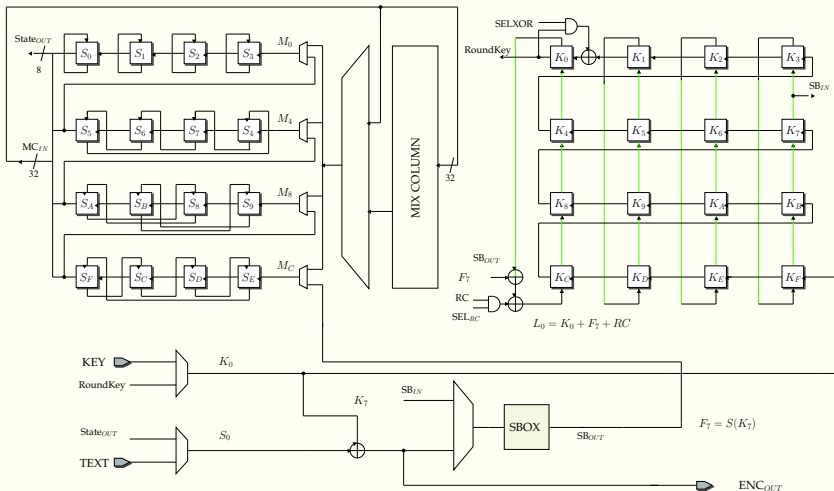 State_OUT
8
S_0
S_1
S_2
S_3
M_0
S_5
S_6
S_7
S_4
M_4
MC_IN
32
S_A
S_B
S_8
S_9
M_8
S_F
S_C
S_D
S_E
M_C
MIX COLUMN
32
SELXOR
RoundKey
K_0
K_1
K_2
K_3
SB_IN
K_4
K_5
K_6
K_7
K_8
K_9
K_A
K_B
SB_OUT
F_7
K_C
K_D
K_E
K_F
RC
SEL_RC
L_0 = K_0 + F_7 + RC
KEY
RoundKey
K_0
K_7
SB_IN
State_OUT
TEXT
S_0
SBOX
SB_OUT
F_7 = S(K_7)
ENC_OUT